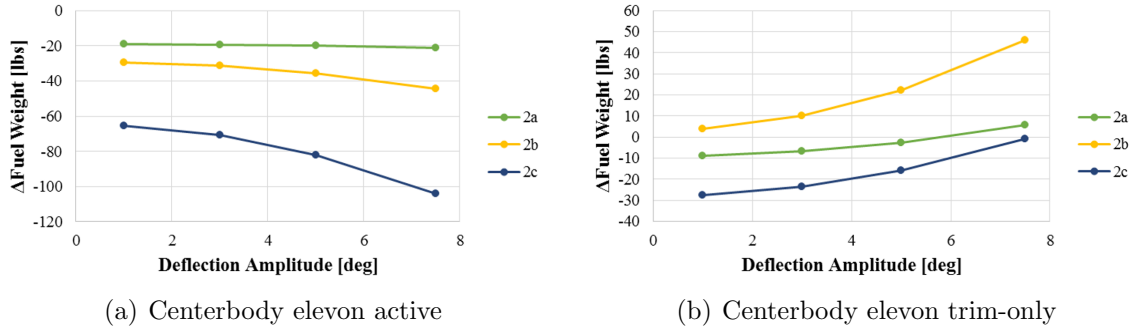 0
-20
-40
-60
-80
-100
-120
0 2 4 6 8
ΔFuel Weight [lbs]
Deflection Amplitude [deg]
2a
2b
2c
(a) Centerbody elevon active
60
50
40
30
20
10
0
-10
-20
-30
-40
0 2 4 6 8
ΔFuel Weight [lbs]
Deflection Amplitude [deg]
2a
2b
2c
(b) Centerbody elevon trim-only